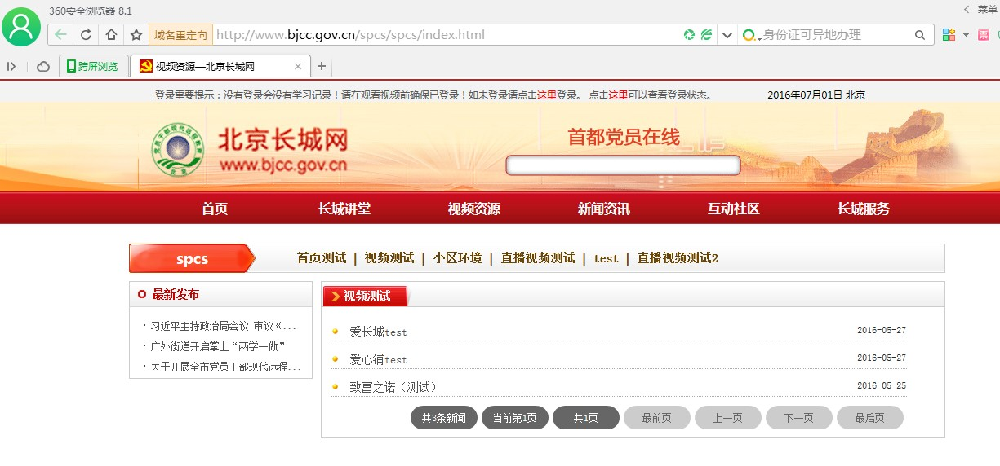 360安全浏览器 8.1
菜单
域名重定向 http://www.bjcc.gov.cn/spcs/spcs/index.html 身份证可异地办理
跨屏浏览 视频资源—北京长城网
登录重要提示：没有登录会没有学习记录！请在观看视频前确保已登录！如未登录请点击这里登录。 点击这里可以查看登录状态。 2016年07月01日 北京
党员干部现代远程教育 北京
北京长城网
www.bjcc.gov.cn
首都党员在线
首页 长城讲堂 视频资源 新闻资讯 互动社区 长城服务
spcs 首页测试 | 视频测试 | 小区环境 | 直播视频测试 | test | 直播视频测试2
最新发布
·习近平主持政治局会议 审议《...
·广外街道开启掌上“两学一做”
·关于开展全市党员干部现代远程...
视频测试
爱长城test 2016-05-27
爱心铺test 2016-05-27
致富之诺（测试） 2016-05-25
共3条新闻 当前第1页 共1页 最前页 上一页 下一页 最后页